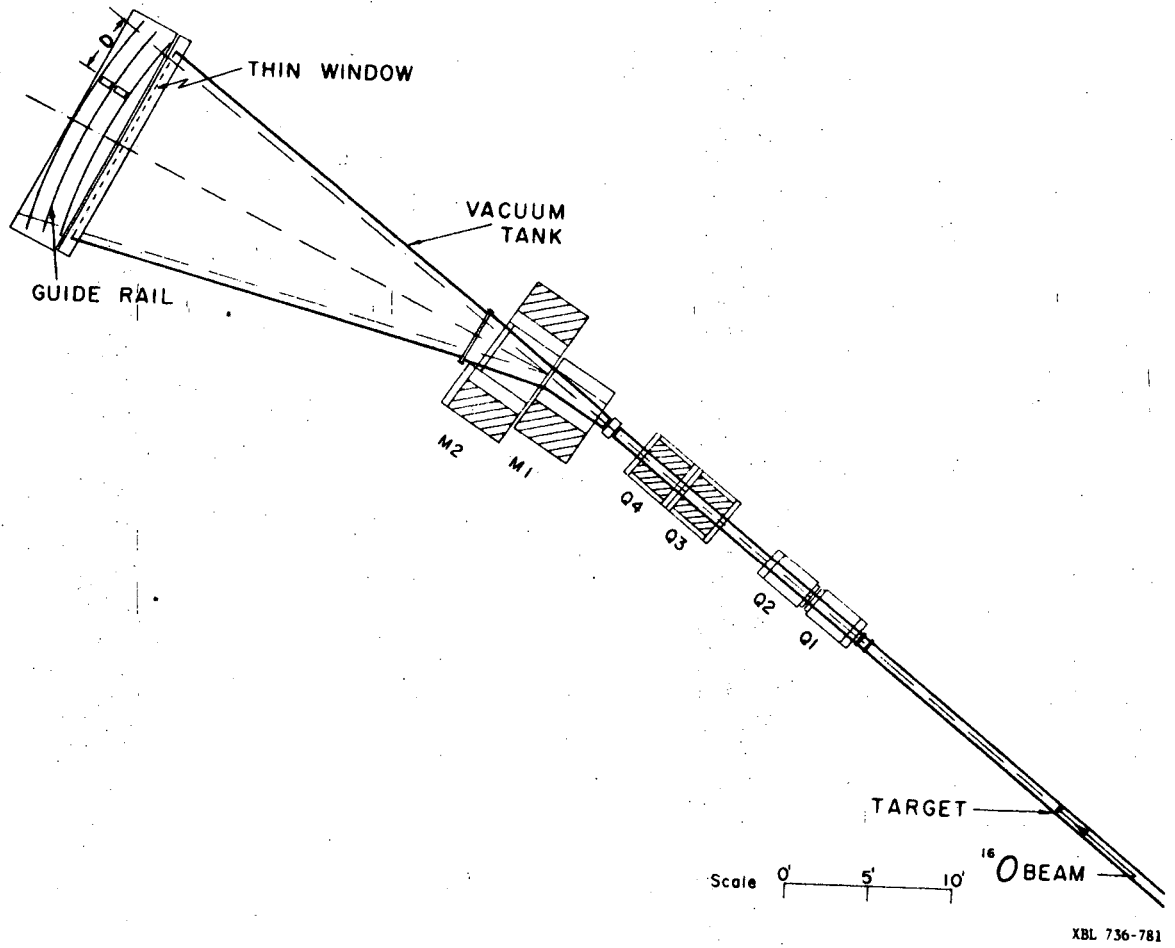 D
THIN WINDOW
VACUUM
TANK
GUIDE RAIL
M2
M1
Q4
Q3
Q2
Q1
TARGET
16O BEAM
Scale 0' 5' 10'
XBL 736-781